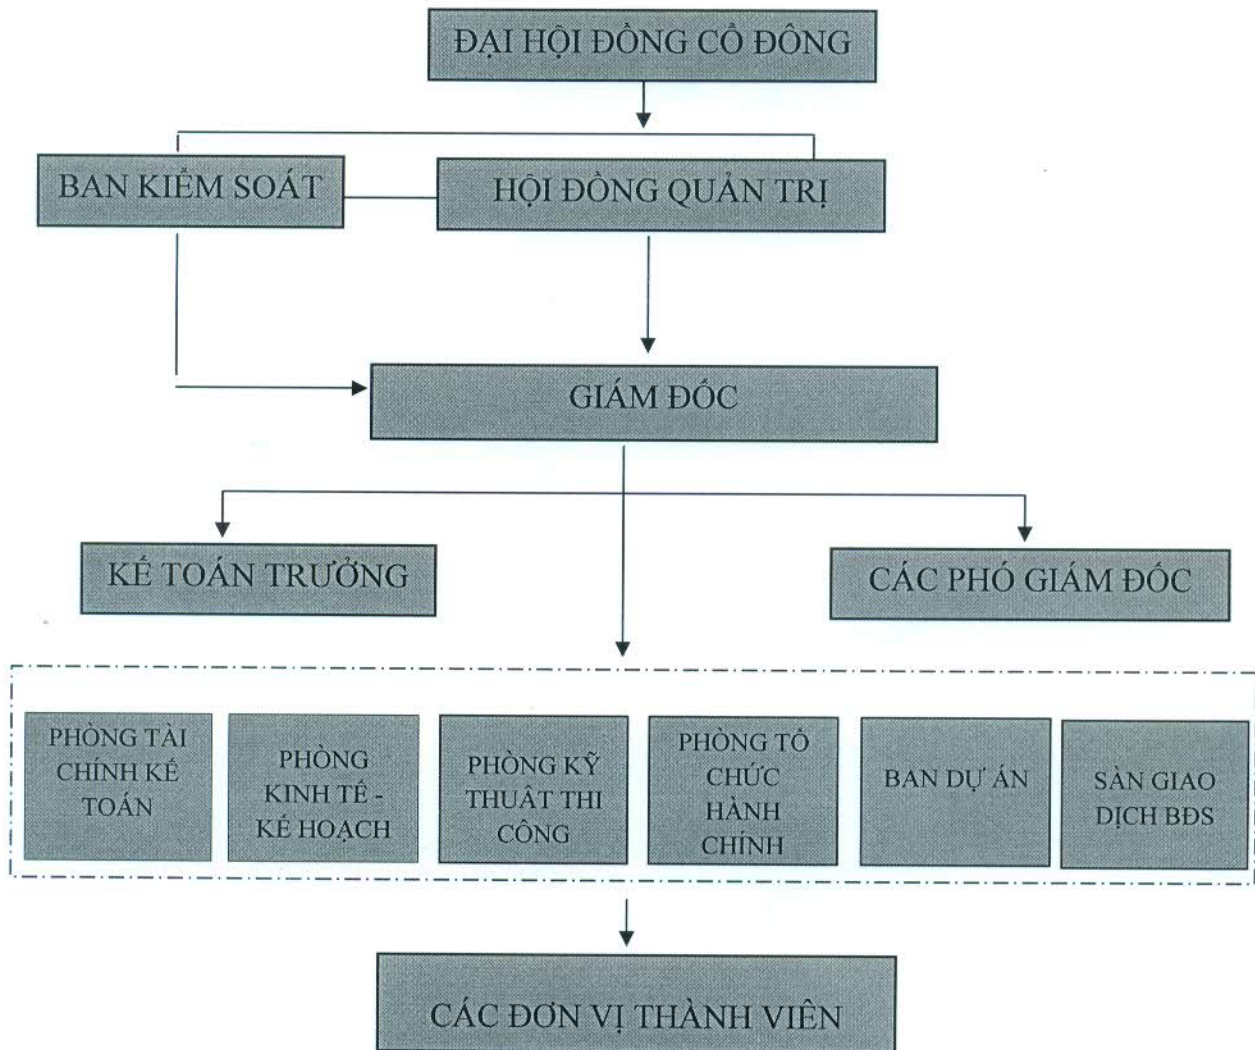 ĐẠI HỘI ĐỒNG CỔ ĐÔNG
BAN KIỂM SOÁT
HỘI ĐỒNG QUẢN TRỊ
GIÁM ĐỐC
KẾ TOÁN TRƯỞNG
CÁC PHÓ GIÁM ĐỐC
PHÒNG TÀI
CHÍNH KẾ
TOÁN
PHÒNG
KINH TẾ -
KẾ HOẠCH
PHÒNG KỸ
THUẬT THI
CÔNG
PHÒNG TỔ
CHỨC
HÀNH
CHÍNH
BAN DỰ ÁN
SÀN GIAO
DỊCH BĐS
CÁC ĐƠN VỊ THÀNH VIÊN